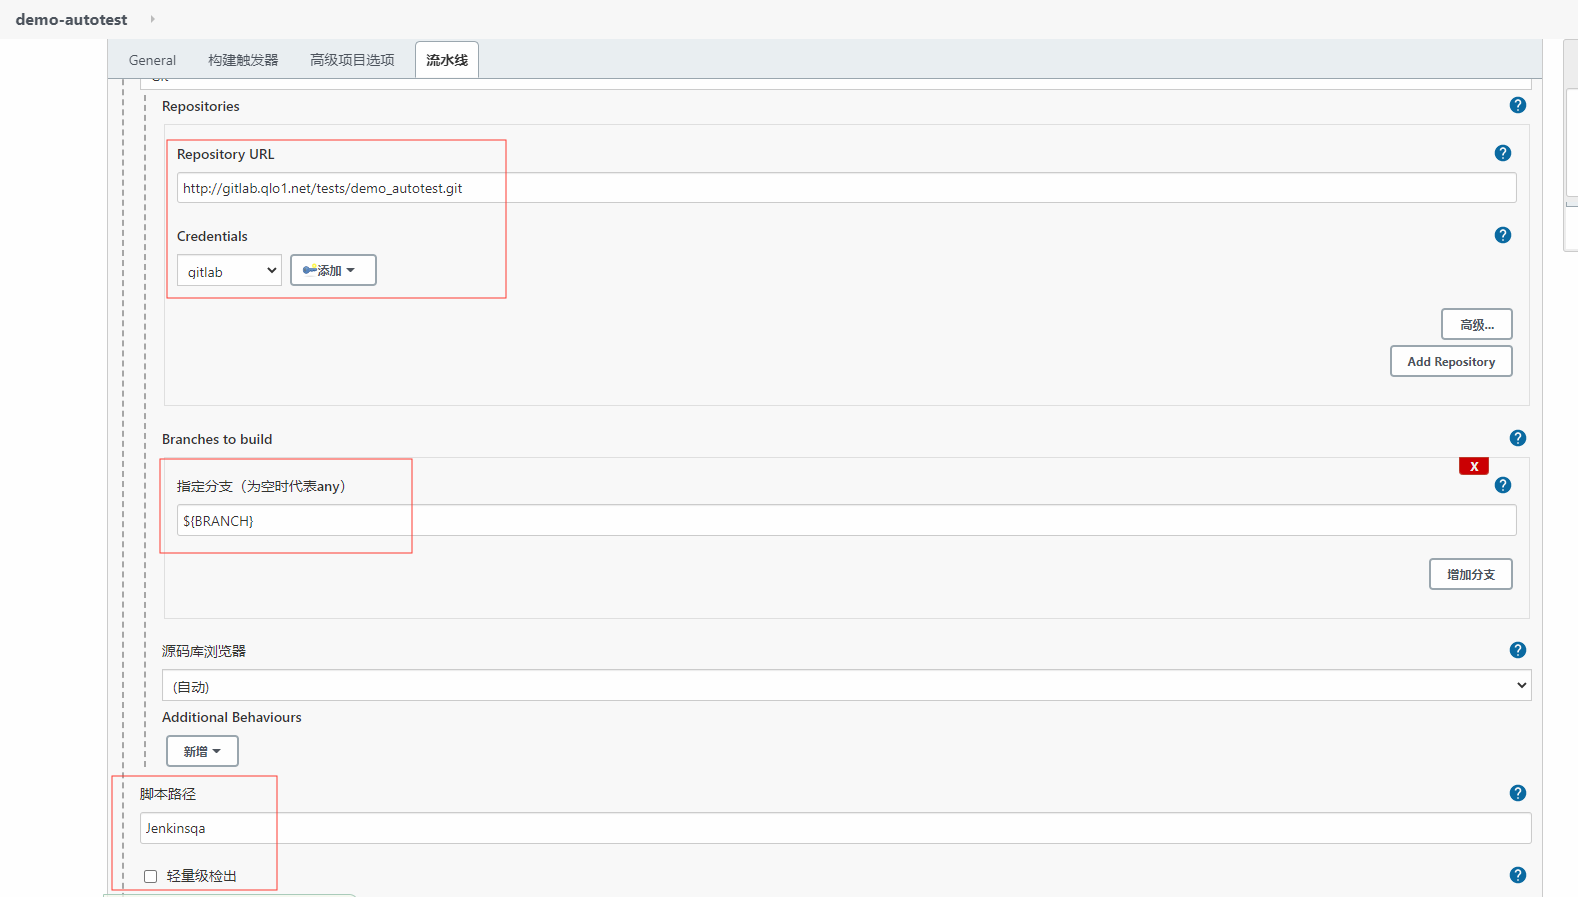 demo-autotest
General 构建触发器 高级项目选项 流水线
Git
Repositories
Repository URL
http://gitlab.qlo1.net/tests/demo_autotest.git
Credentials
gitlab 添加
高级...
Add Repository
Branches to build
X
指定分支（为空时代表any）
${BRANCH}
增加分支
源码库浏览器
(自动)
Additional Behaviours
新增
脚本路径
Jenkinsqa
轻量级检出